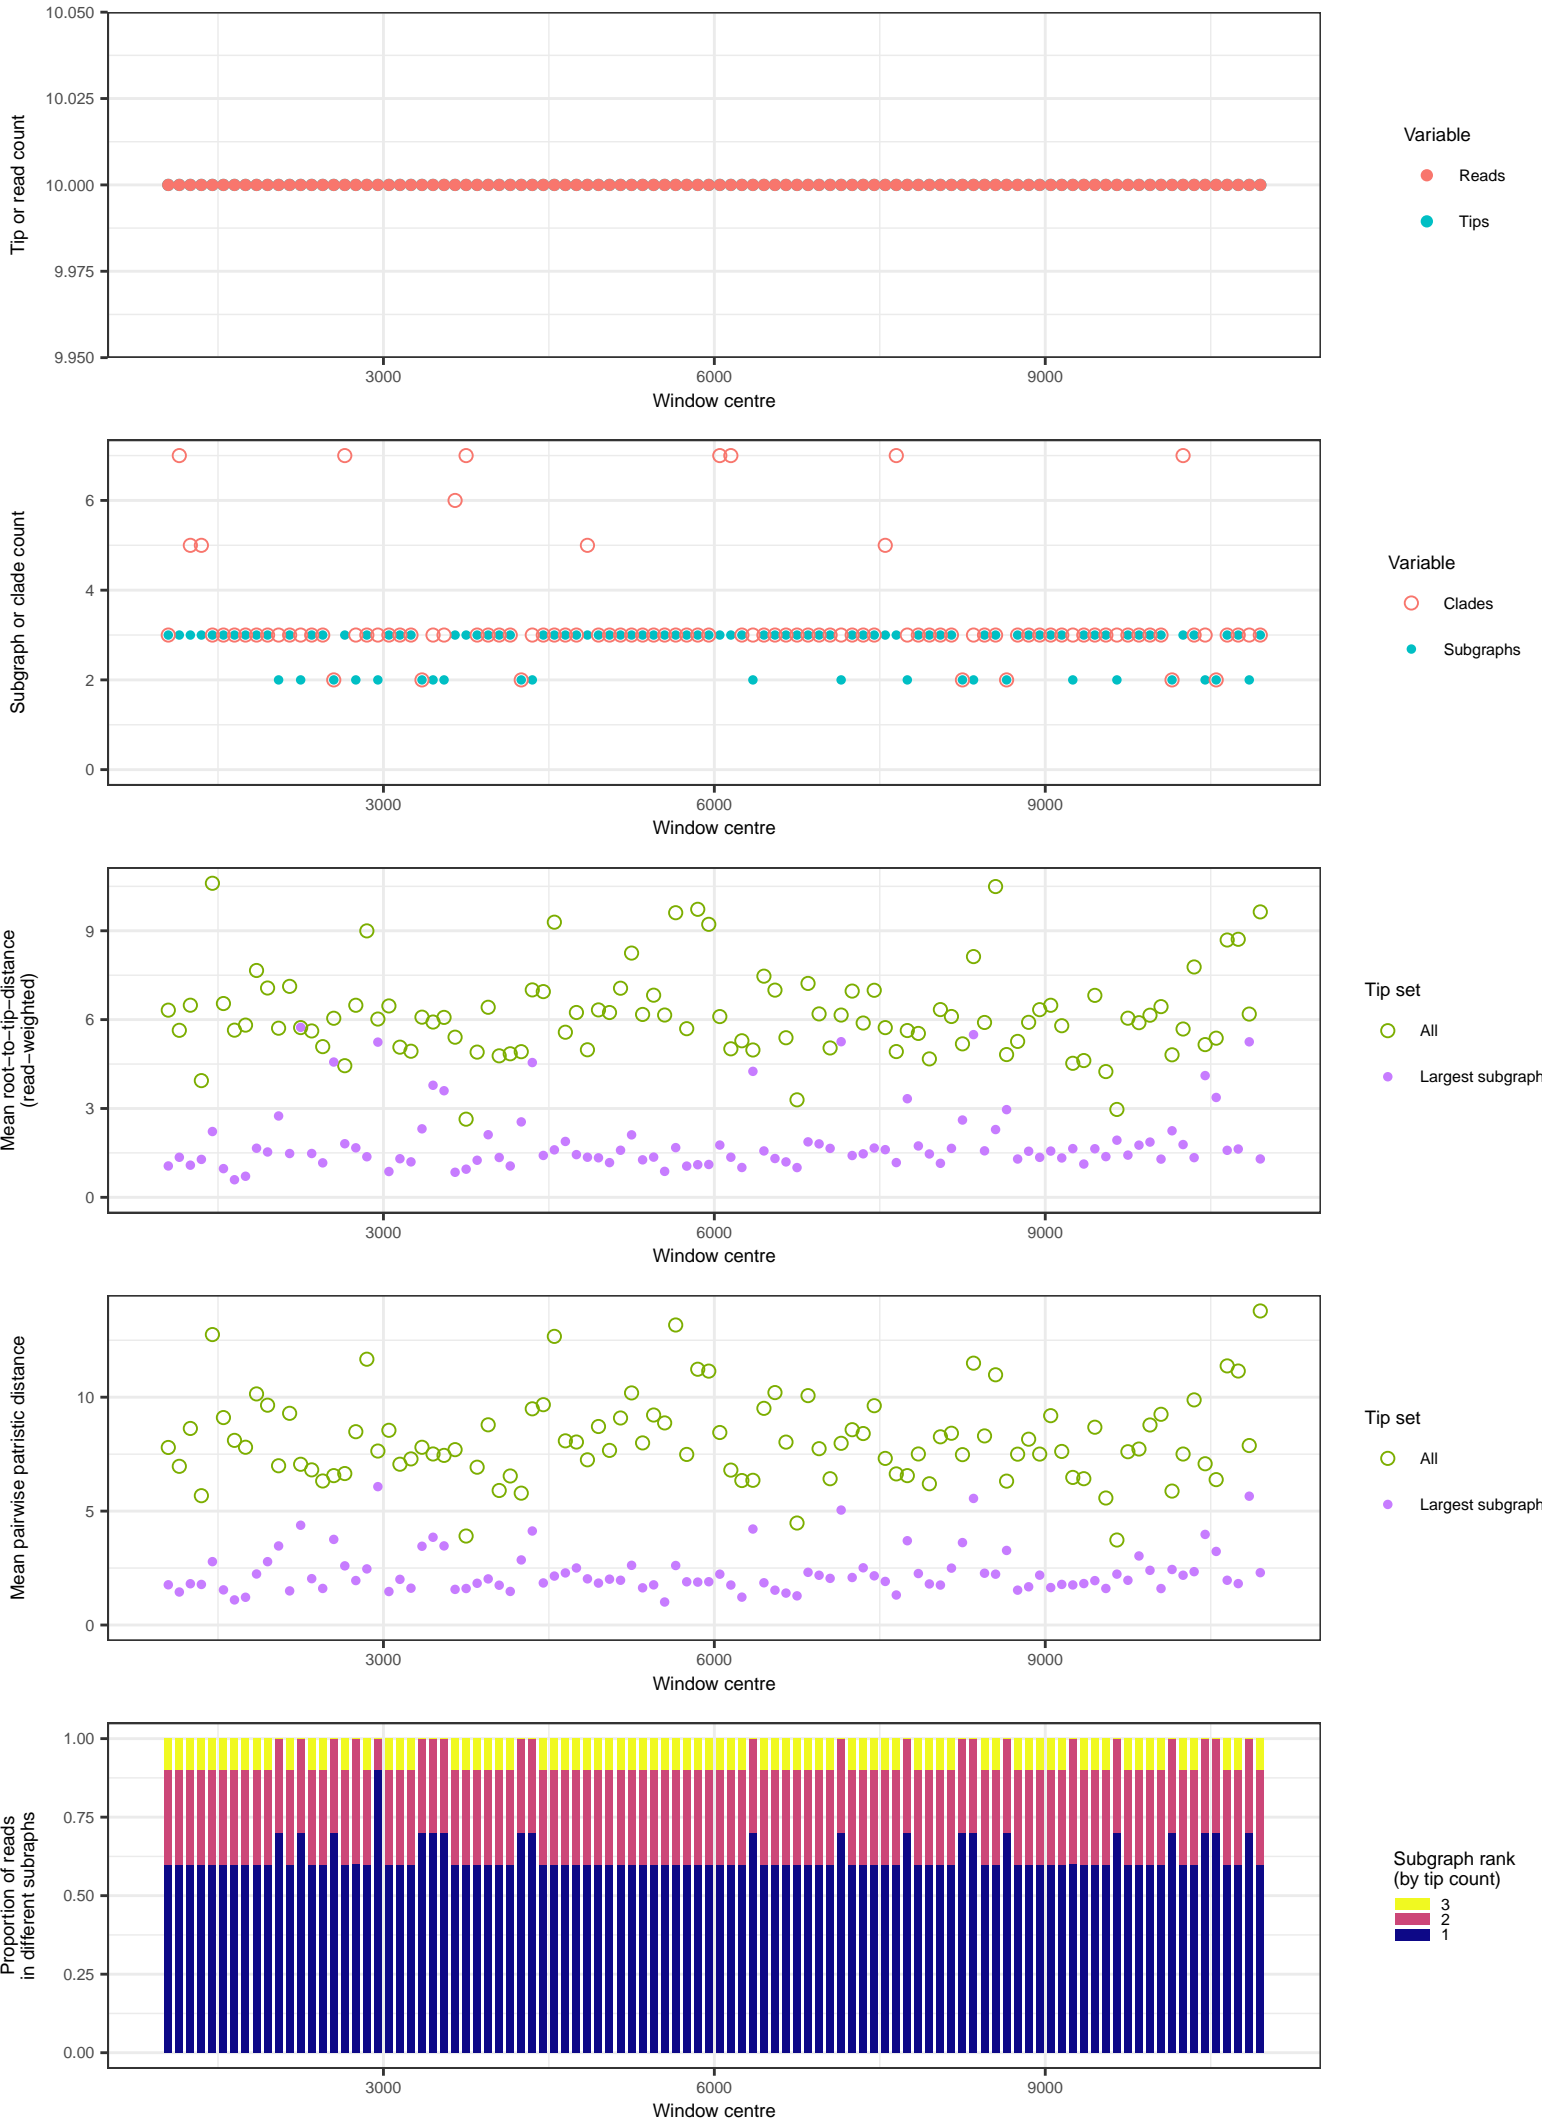 10.050
10.025
10.000
9.975
9.950
Tip or read count
3000
6000
9000
Window centre
Variable
Reads
Tips
6
4
2
0
Subgraph or clade count
3000
6000
9000
Window centre
Variable
Clades
Subgraphs
9
6
3
0
Mean root-to-tip-distance
(read-weighted)
3000
6000
9000
Window centre
Tip set
All
Largest subgraph
10
5
0
Mean pairwise patristic distance
3000
6000
9000
Window centre
Tip set
All
Largest subgraph
1.00
0.75
0.50
0.25
0.00
Proportion of reads
in different subraphs
3000
6000
9000
Window centre
Subgraph rank
(by tip count)
3
2
1